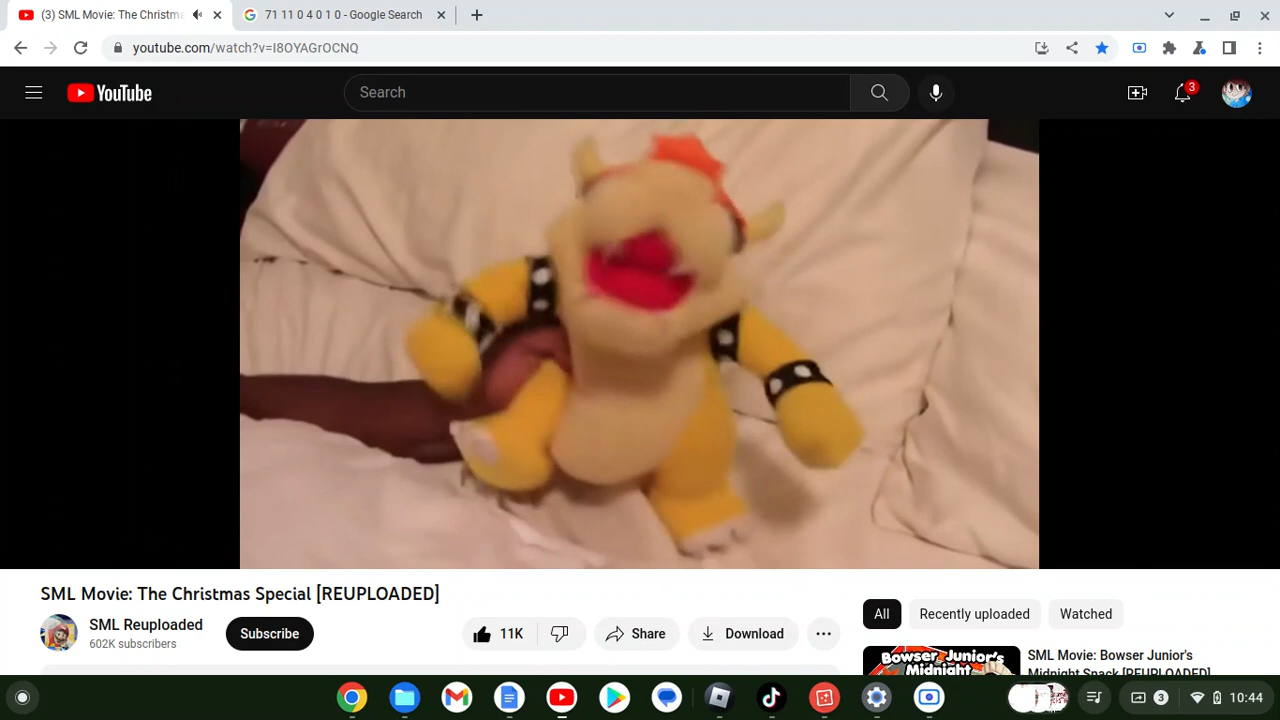 (3) SML Movie: The Christma
71 11 0 4 0 1 0 - Google Search
youtube.com/watch?v=I8OYAGrOCNQ
YouTube
Search
3
SML Movie: The Christmas Special [REUPLOADED]
SML Reuploaded
602K subscribers
Subscribe
11K
Share
Download
All
Recently uploaded
Watched
Bowser Junior's
Midnight
SML Movie: Bowser Junior's
Midnight Snack [REUPLOADED]
3
10:44